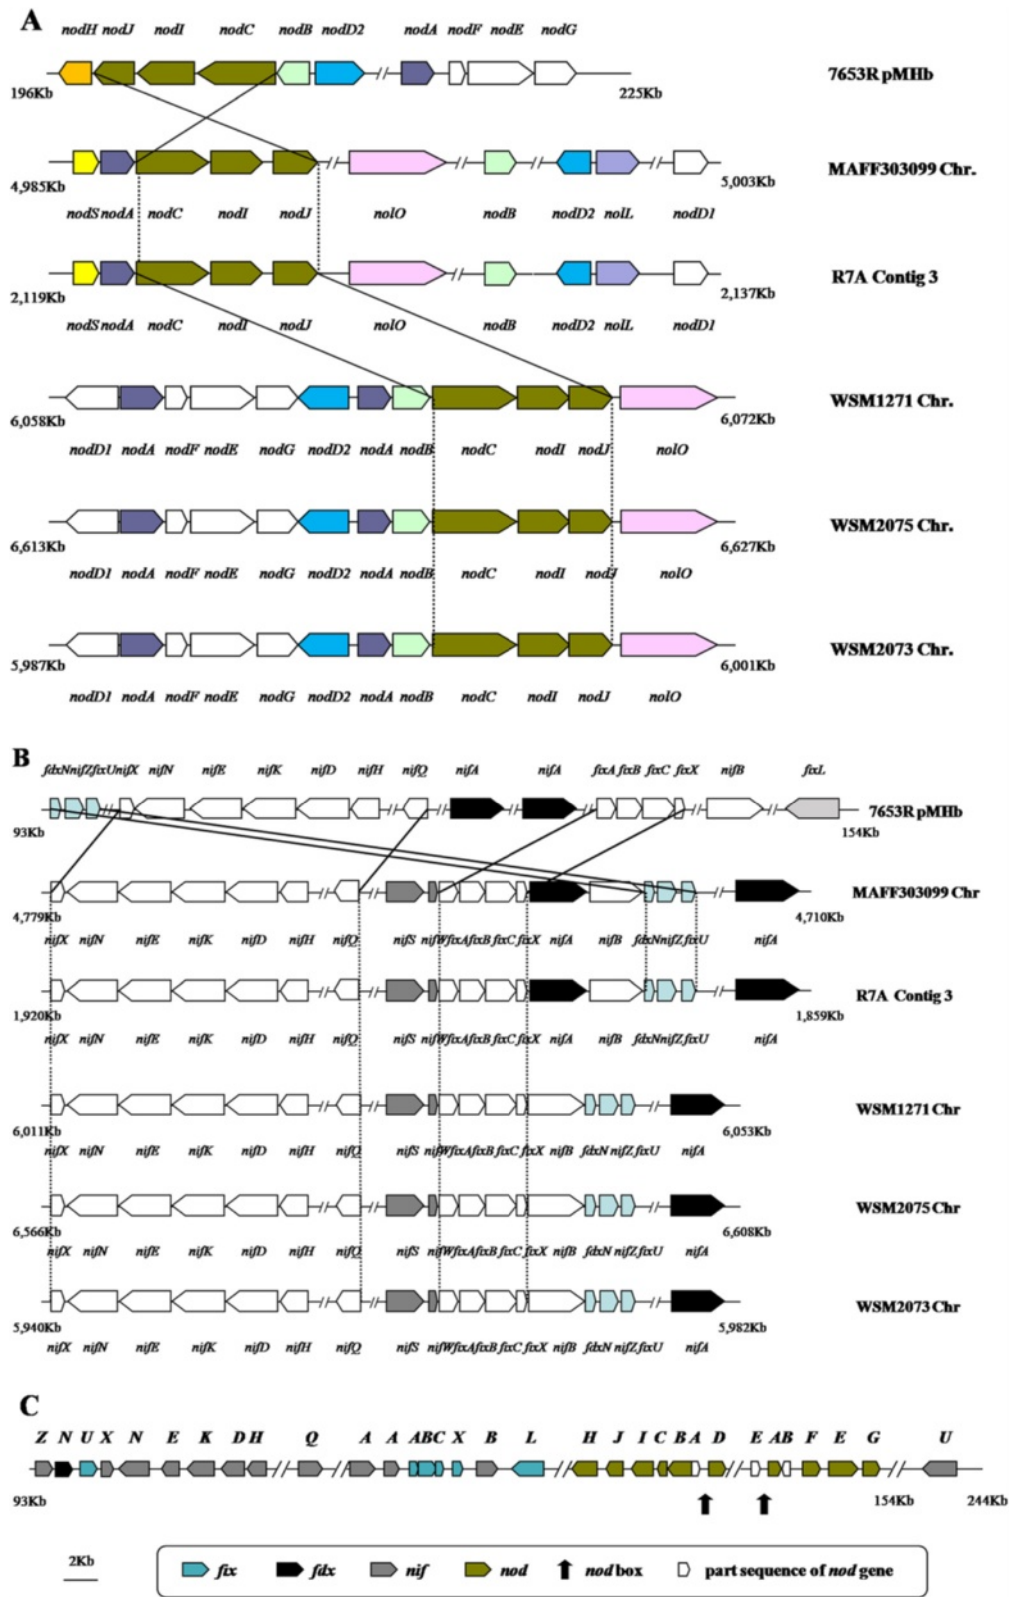 A
nodH nodJ nodI nodC nodB nodD2 nodA nodF nodE nodG
7653R pMHb
196Kb 225Kb
MAFF303099 Chr.
4,985Kb 5,003Kb
nodS nodA nodC nodI nodJ nolO nodB nodD2 nolL nodD1
R7A Contig 3
2,119Kb 2,137Kb
nodS nodA nodC nodI nodJ nolO nodB nodD2 nolL nodD1
WSM1271 Chr.
6,058Kb 6,072Kb
nodD1 nodA nodF nodE nodG nodD2 nodA nodB nodC nodI nodJ nolO
WSM2075 Chr.
6,613Kb 6,627Kb
nodD1 nodA nodF nodE nodG nodD2 nodA nodB nodC nodI nodJ nolO
WSM2073 Chr.
5,987Kb 6,001Kb
nodD1 nodA nodF nodE nodG nodD2 nodA nodB nodC nodI nodJ nolO
B
fdxN nifZ fixU nifX nifN nifE nifK nifD nifH nifQ nifA nifA fixA fixB fixC fixX nifB fixL
7653R pMHb
93Kb 154Kb
MAFF303099 Chr
4,779Kb 4,710Kb
nifX nifN nifE nifK nifD nifH nifQ nifS nifW fixA fixB fixC fixX nifA nifB fdxN nifZ fixU nifA
R7A Contig 3
1,920Kb 1,859Kb
nifX nifN nifE nifK nifD nifH nifQ nifS nifW fixA fixB fixC fixX nifA nifB fdxN nifZ fixU nifA
WSM1271 Chr
6,011Kb 6,053Kb
nifX nifN nifE nifK nifD nifH nifQ nifS nifW fixA fixB fixC fixX nifB fdxN nifZ fixU nifA
WSM2075 Chr
6,566Kb 6,608Kb
nifX nifN nifE nifK nifD nifH nifQ nifS nifW fixA fixB fixC fixX nifB fdxN nifZ fixU nifA
WSM2073 Chr
5,940Kb 5,982Kb
nifX nifN nifE nifK nifD nifH nifQ nifS nifW fixA fixB fixC fixX nifB fdxN nifZ fixU nifA
C
Z N U X N E K D H Q A A A B C X B L H J I C B A D E A B F E G U
93Kb 154Kb 244Kb
2Kb
fix fdx nif nod nod box part sequence of nod gene